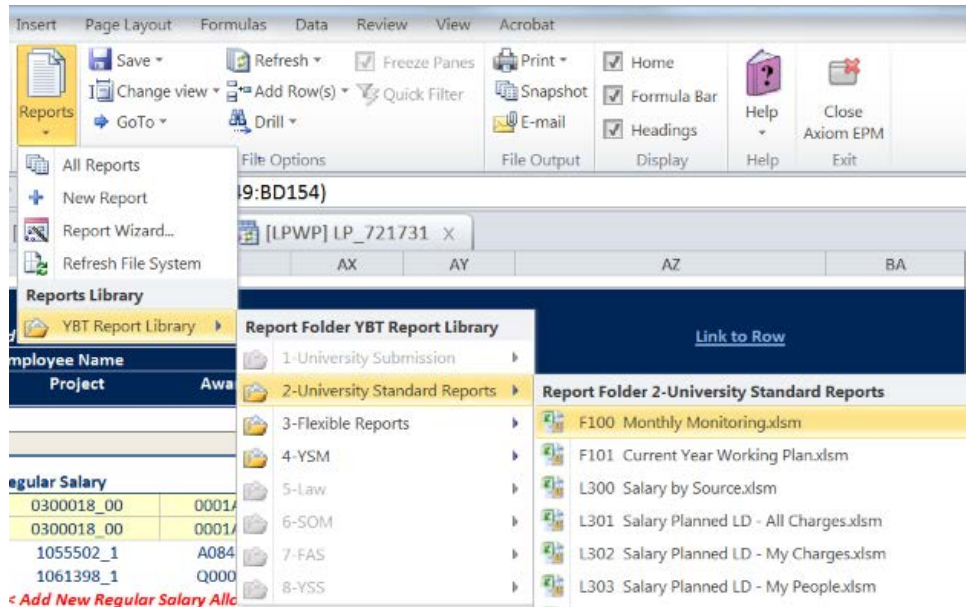 Insert Page Layout Formulas Data Review View Acrobat
Reports
Save
Change view
GoTo
Refresh
Add Row(s)
Drill
Freeze Panes
Quick Filter
File Options
Print
Snapshot
E-mail
File Output
Home
Formula Bar
Headings
Display
Help
Help
Close
Axiom EPM
Exit
All Reports
New Report
Report Wizard...
Refresh File System
Reports Library
YBT Report Library
49:BD154)
[LPWP] LP_721731 X
AX AY AZ BA
Link to Row
mployee Name
Project Awa
egular Salary
0300018_00 0001A
0300018_00 0001A
1055502_1 A084
1061398_1 Q000
< Add New Regular Salary Allo
Report Folder YBT Report Library
1-University Submission
2-University Standard Reports
3-Flexible Reports
4-YSM
5-Law
6-SOM
7-FAS
8-YSS
Report Folder 2-University Standard Reports
F100 Monthly Monitoring.xlsm
F101 Current Year Working Plan.xlsm
L300 Salary by Source.xlsm
L301 Salary Planned LD - All Charges.xlsm
L302 Salary Planned LD - My Charges.xlsm
L303 Salary Planned LD - My People.xlsm